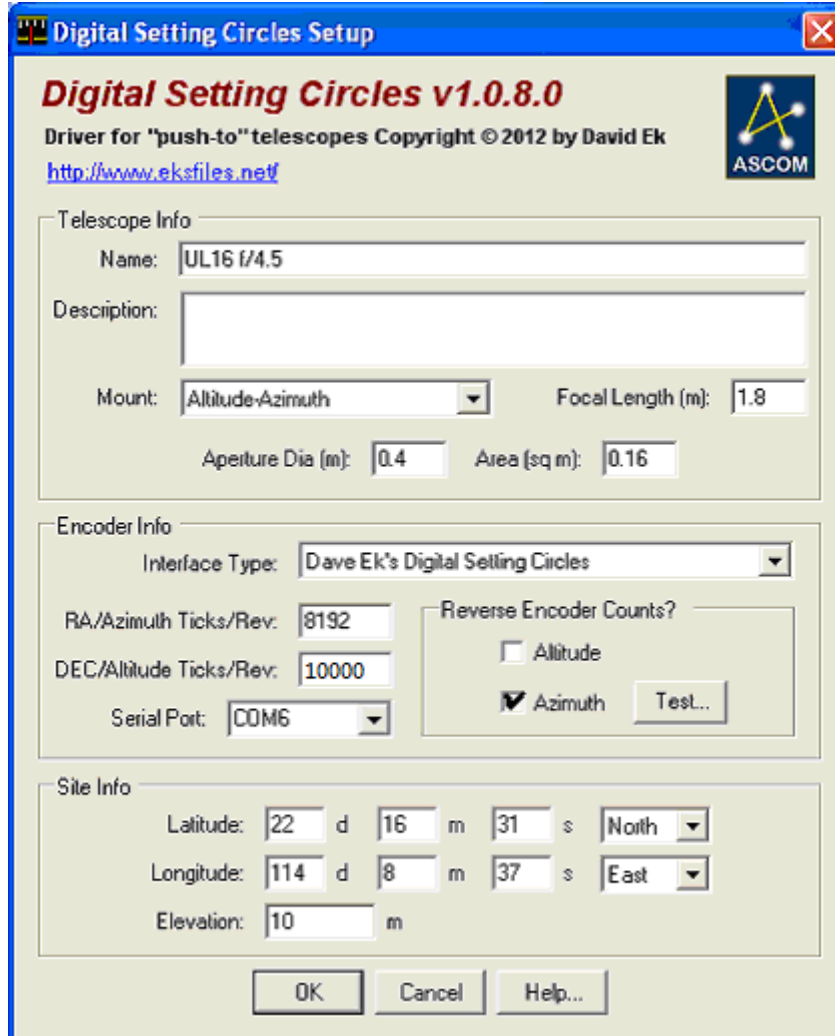 Digital Setting Circles Setup
Digital Setting Circles v1.0.8.0
Driver for "push-to" telescopes Copyright © 2012 by David Ek
http://www.eksfiles.net/
ASCOM
Telescope Info
Name: UL16 f/4.5
Description:
Mount: Altitude-Azimuth Focal Length (m): 1.8
Aperture Dia (m): 0.4 Area (sq m): 0.16
Encoder Info
Interface Type: Dave Ek's Digital Setting Circles
RA/Azimuth Ticks/Rev: 8192
Reverse Encoder Counts?
Altitude
DEC/Altitude Ticks/Rev: 10000
Azimuth Test...
Serial Port: COM6
Site Info
Latitude: 22 d 16 m 31 s North
Longitude: 114 d 8 m 37 s East
Elevation: 10 m
OK Cancel Help...